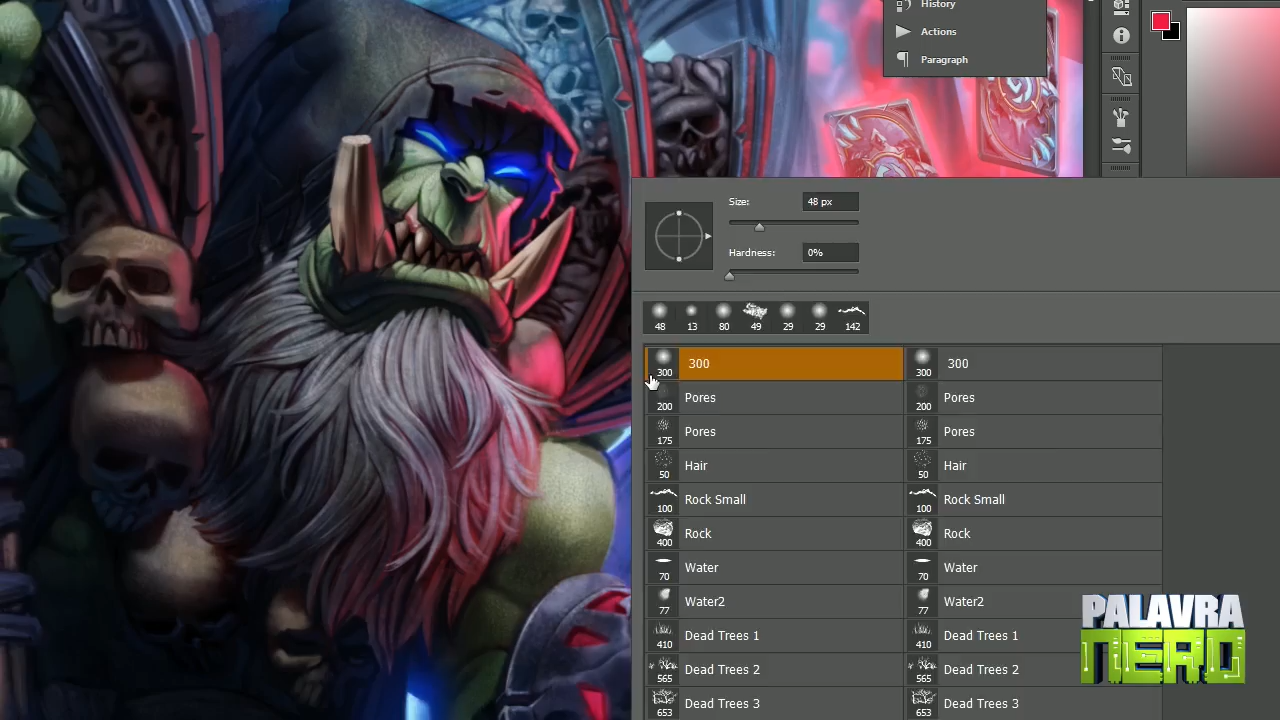 History
Actions
Paragraph
Size: 48 px
Hardness: 0%
48 13 80 49 29 29 142
300 300 300 300
200 Pores 200 Pores
175 Pores 175 Pores
50 Hair 50 Hair
100 Rock Small 100 Rock Small
400 Rock 400 Rock
70 Water 70 Water
77 Water2 77 Water2
410 Dead Trees 1 410 Dead Trees 1
565 Dead Trees 2 565 Dead Trees 2
653 Dead Trees 3 653 Dead Trees 3
PALAVRA
NERD